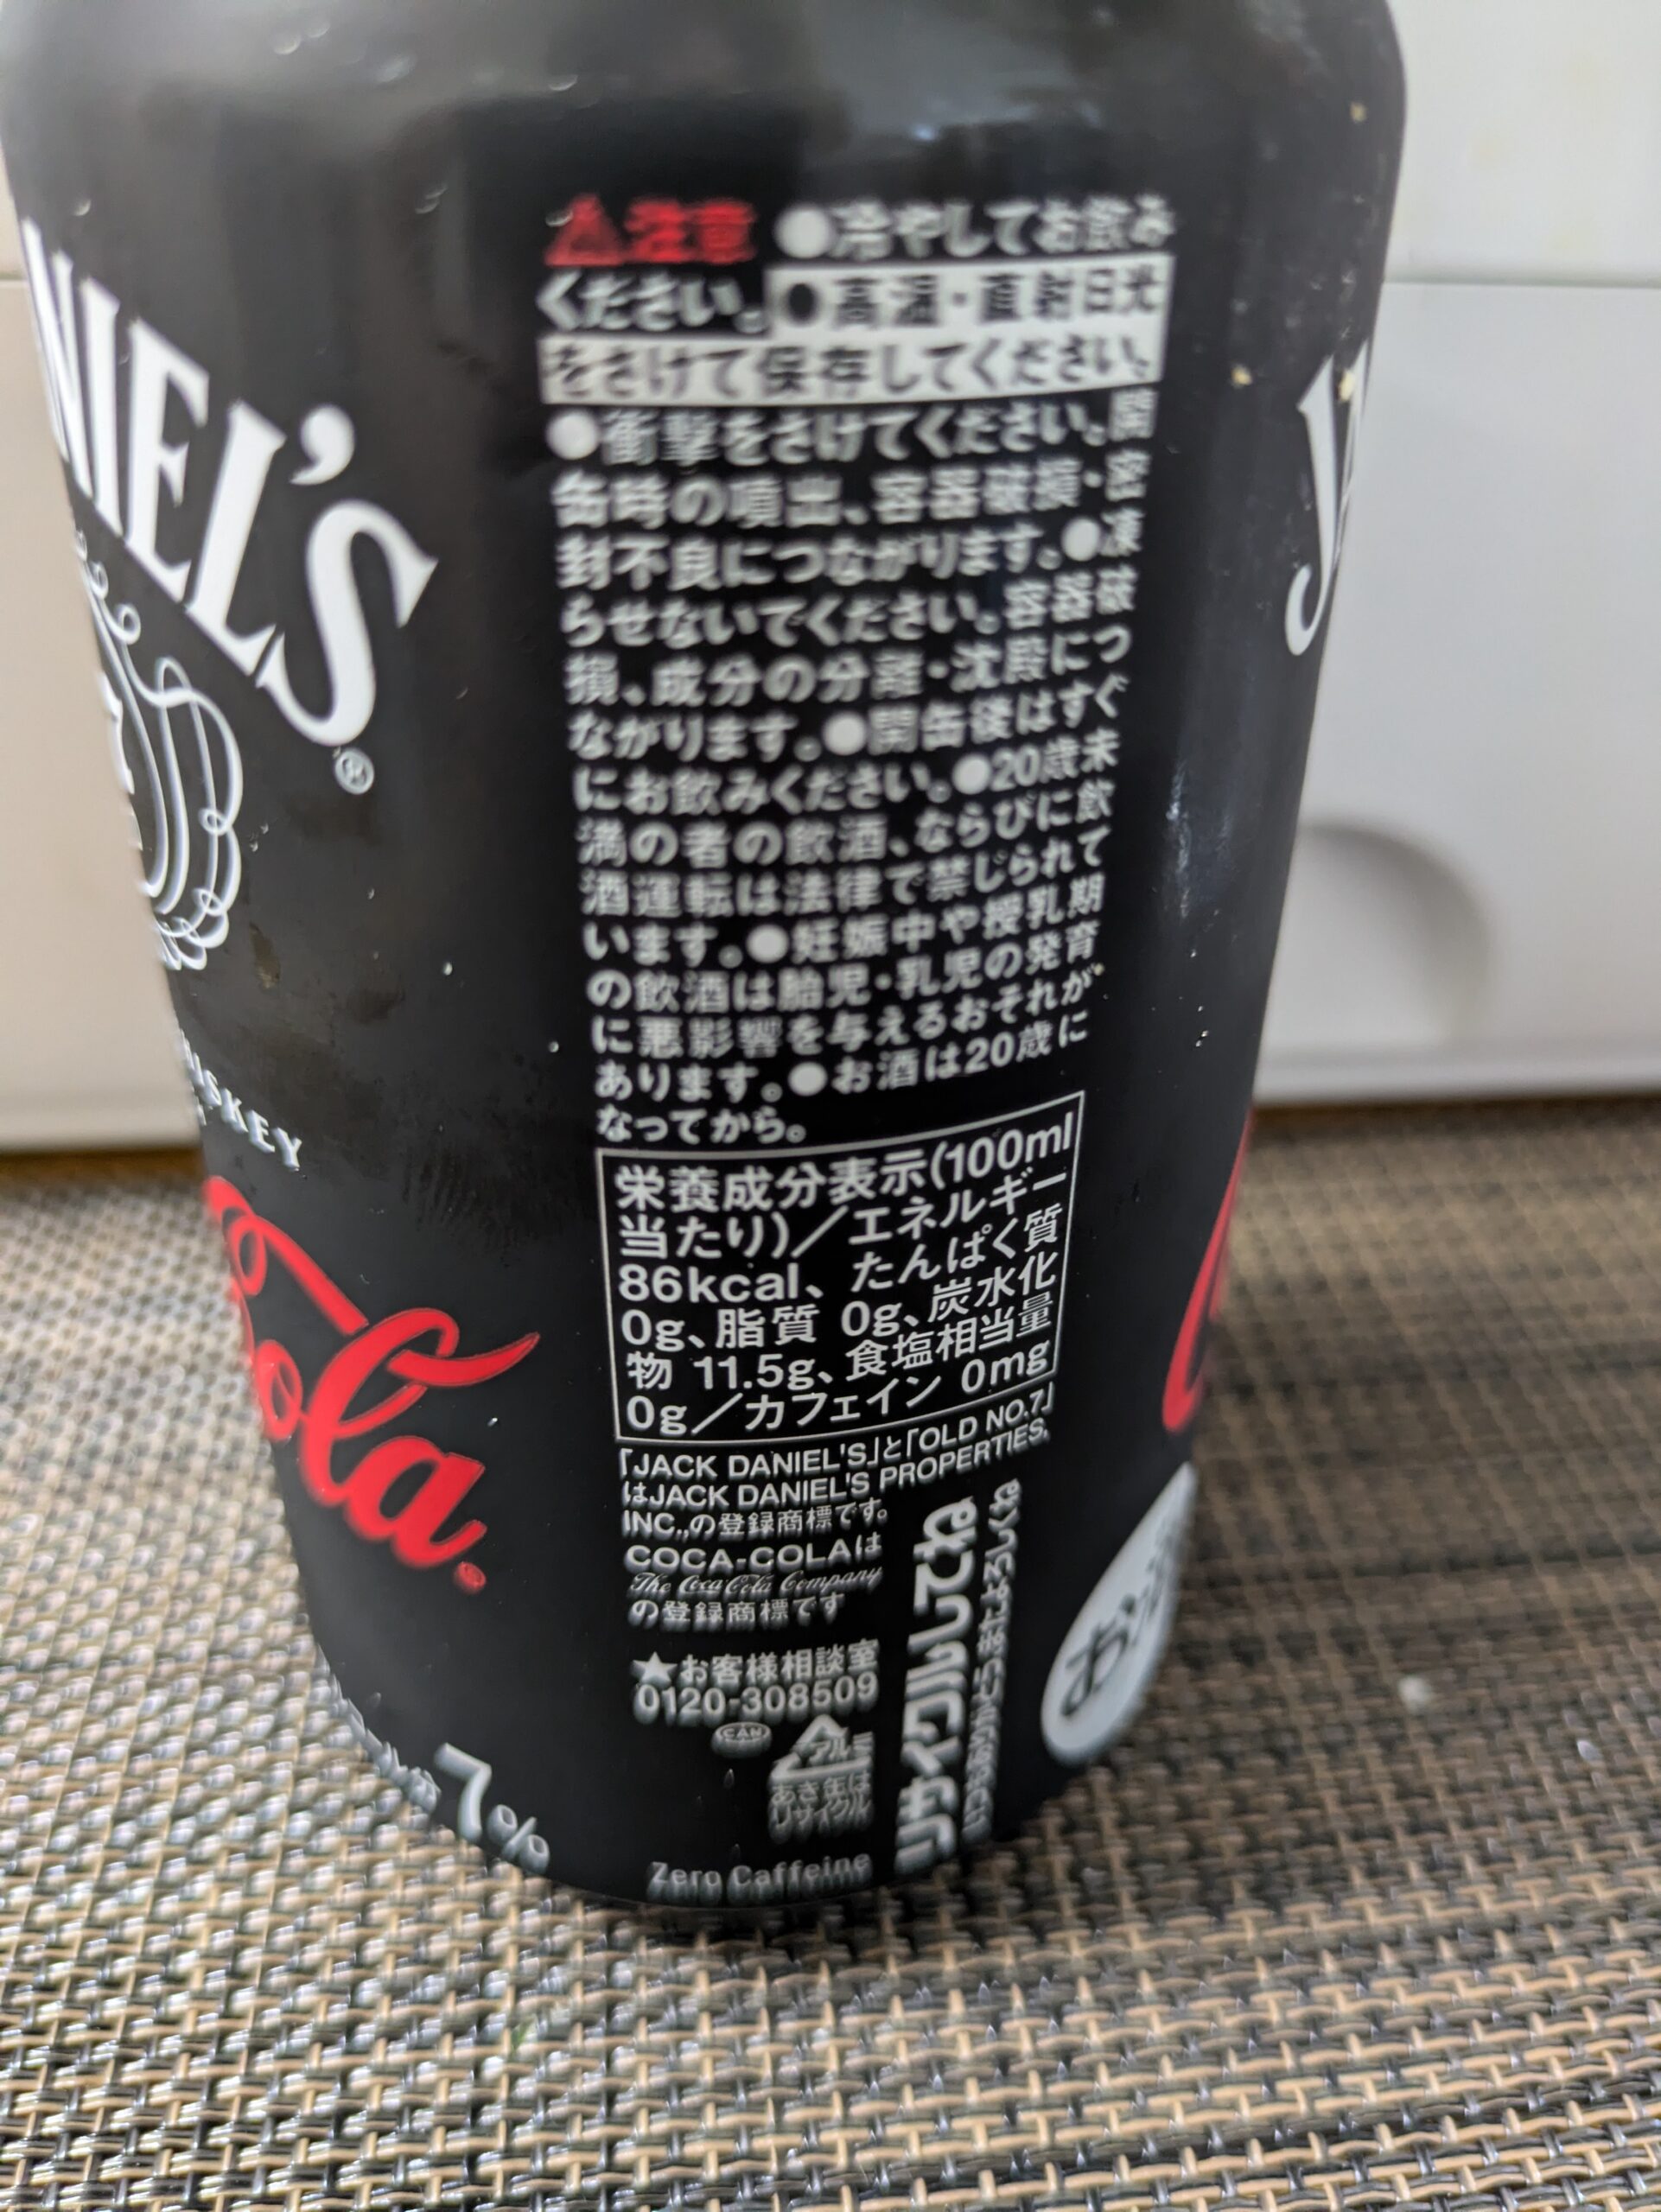 NIEL'S
®
WHISKEY
Cola
7%
⚠注意 ●冷やしてお飲み
ください。●高温・直射日光
をさけて保存してください。
●衝撃をさけてください。開
缶時の噴出、容器破損・密
封不良につながります。●凍
らせないでください。容器破
損、成分の分離・沈殿につ
ながります。●開缶後はすぐ
にお飲みください。●20歳未
満の者の飲酒、ならびに飲
酒運転は法律で禁じられて
います。●妊娠中や授乳期
の飲酒は胎児・乳児の発育
に悪影響を与えるおそれが
あります。●お酒は20歳に
なってから。
栄養成分表示(100ml
当たり)／エネルギー
86kcal、たんぱく質
0g、脂質 0g、炭水化
物 11.5g、食塩相当量
0g／カフェイン 0mg
「JACK DANIEL'S」と「OLD NO.7」
はJACK DANIEL'S PROPERTIES,
INC.,の登録商標です。
COCA-COLAは
The Coca-Cola Company
の登録商標です
★お客様相談室
0120-308509
CAN
アルミ
あき缶は
リサイクル
Zero Caffeine
リサイクルしてね
JA
お